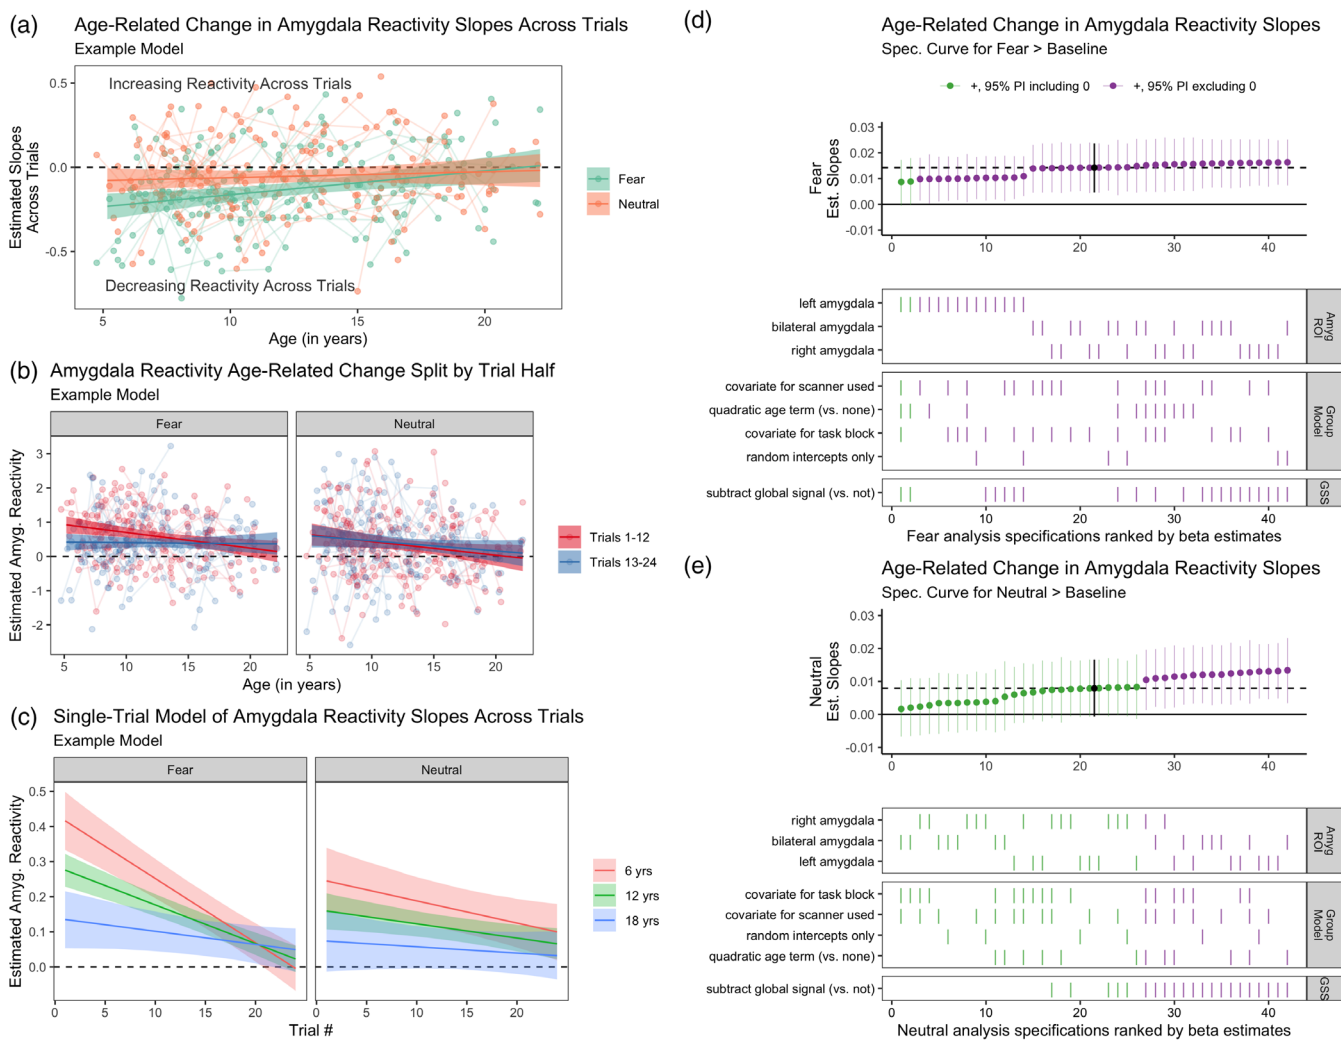 (a)
Age-Related Change in Amygdala Reactivity Slopes Across Trials
Example Model
Increasing Reactivity Across Trials
Decreasing Reactivity Across Trials
Estimated Slopes
Across Trials
0.5
0.0
-0.5
5
10
15
20
Age (in years)
Fear
Neutral
(b)
Amygdala Reactivity Age-Related Change Split by Trial Half
Example Model
Fear
Neutral
Estimated Amyg. Reactivity
3
2
1
0
-1
-2
5
10
15
20
5
10
15
20
Age (in years)
Trials 1-12
Trials 13-24
(c)
Single-Trial Model of Amygdala Reactivity Slopes Across Trials
Example Model
Fear
Neutral
Estimated Amyg. Reactivity
0.5
0.4
0.3
0.2
0.1
0.0
0
5
10
15
20
0
5
10
15
20
Trial #
6 yrs
12 yrs
18 yrs
(d)
Age-Related Change in Amygdala Reactivity Slopes
Spec. Curve for Fear > Baseline
+, 95% PI including 0
+, 95% PI excluding 0
Fear
Est. Slopes
0.03
0.02
0.01
0.00
-0.01
0
10
20
30
40
left amygdala
bilateral amygdala
right amygdala
Amyg
ROI
covariate for scanner used
quadratic age term (vs. none)
covariate for task block
random intercepts only
Group
Model
subtract global signal (vs. not)
GSS
0
10
20
30
40
Fear analysis specifications ranked by beta estimates
(e)
Age-Related Change in Amygdala Reactivity Slopes
Spec. Curve for Neutral > Baseline
Neutral
Est. Slopes
0.03
0.02
0.01
0.00
-0.01
0
10
20
30
40
right amygdala
bilateral amygdala
left amygdala
Amyg
ROI
covariate for task block
covariate for scanner used
random intercepts only
quadratic age term (vs. none)
Group
Model
subtract global signal (vs. not)
GSS
0
10
20
30
40
Neutral analysis specifications ranked by beta estimates